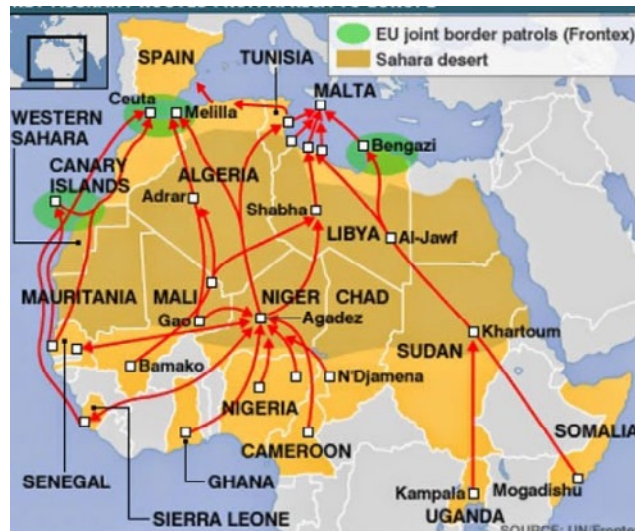 EU joint border patrols (Frontex)
Sahara desert
SPAIN
TUNISIA
MALTA
Ceuta
Melilla
WESTERN
SAHARA
Bengazi
CANARY
ISLANDS
ALGERIA
Adrar
Shabha
LIBYA
Al-Jawf
MAURITANIA
MALI
NIGER
CHAD
Gao
Agadez
Khartoum
SUDAN
Bamako
N'Djamena
NIGERIA
SOMALIA
CAMEROON
SENEGAL
GHANA
Kampala
Mogadishu
UGANDA
SIERRA LEONE